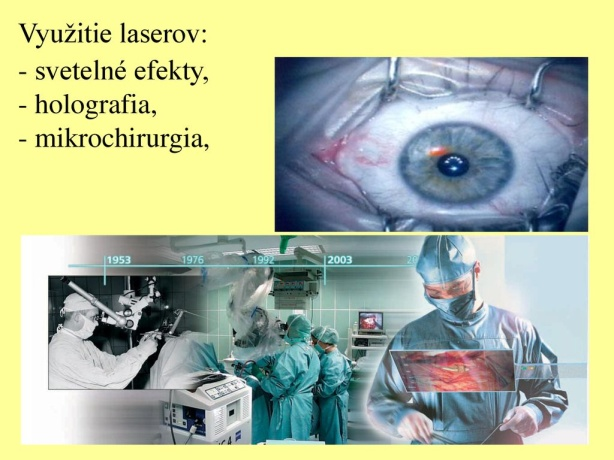 Využitie laserov:
- svetelné efekty,
- holografia,
- mikrochirurgia,
1953 1976 1992 2003